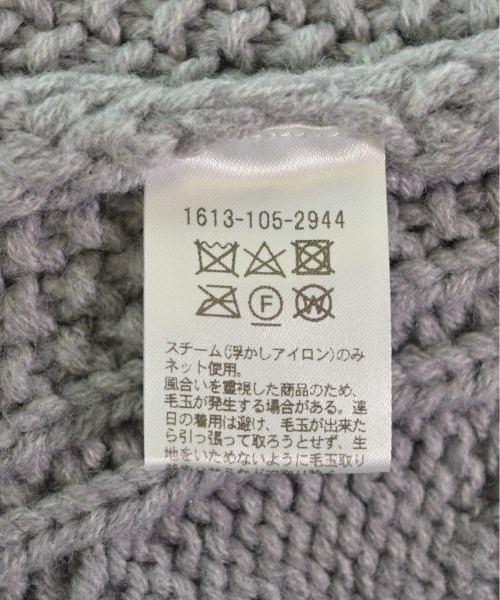 1613-105-2944
F W
スチーム(浮かしアイロン)のみ
ネット使用。
風合いを重視した商品のため、
毛玉が発生する場合がある。連
日の着用は避け、毛玉が出来た
ら引っ張って取ろうとせず、生
地をいためないように毛玉取り